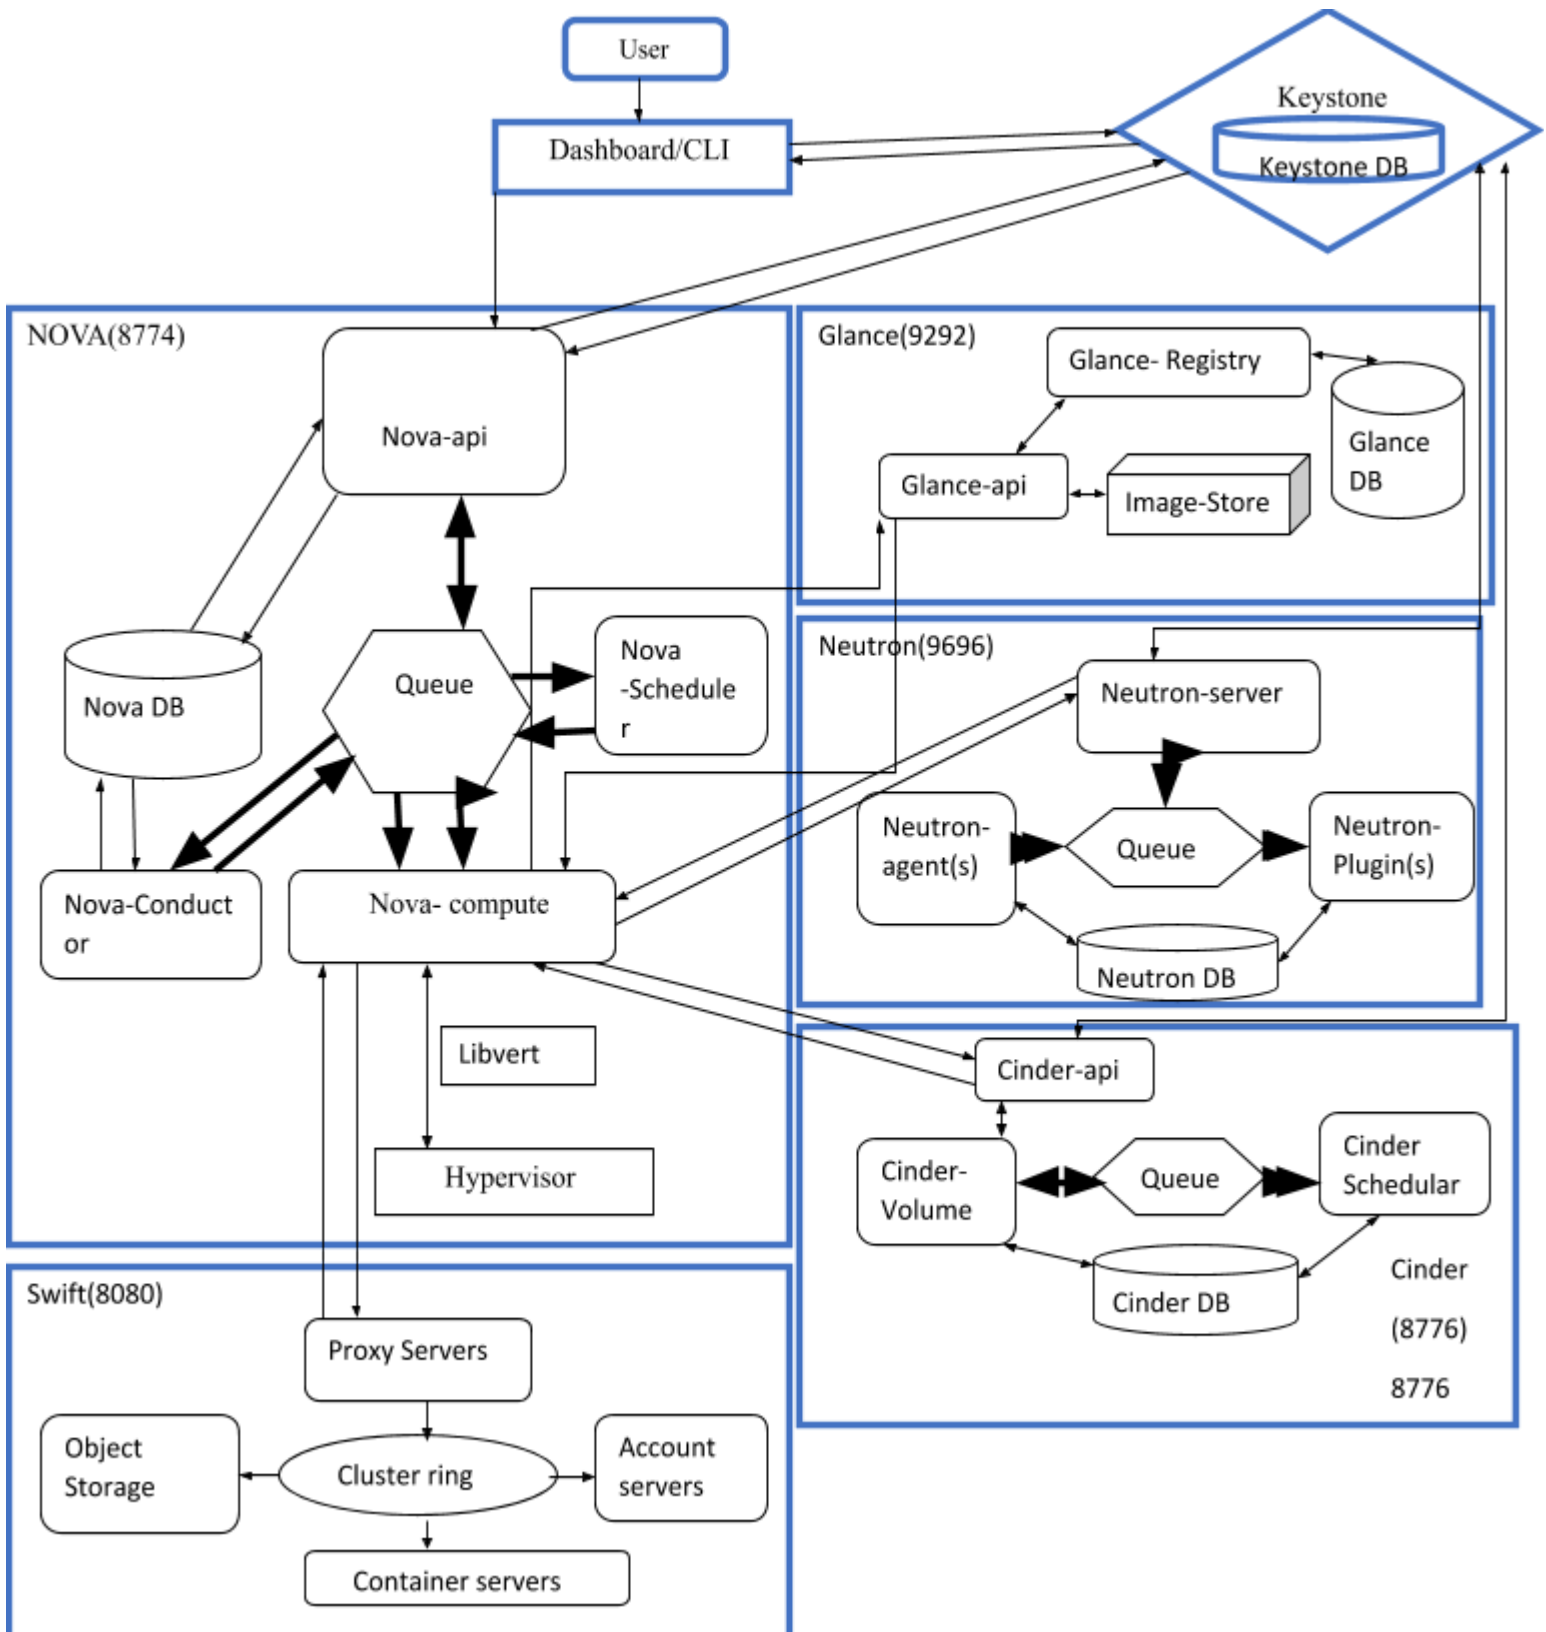 User
Dashboard/CLI
Keystone
Keystone DB
NOVA(8774)
Nova-api
Nova DB
Queue
Nova
-Schedule
r
Nova-Conduct
or
Nova- compute
Libvert
Hypervisor
Glance(9292)
Glance- Registry
Glance
DB
Glance-api
Image-Store
Neutron(9696)
Neutron-server
Neutron-
agent(s)
Queue
Neutron-
Plugin(s)
Neutron DB
Cinder-api
Cinder-
Volume
Queue
Cinder
Schedular
Cinder DB
Cinder
(8776)
8776
Swift(8080)
Proxy Servers
Object
Storage
Cluster ring
Account
servers
Container servers